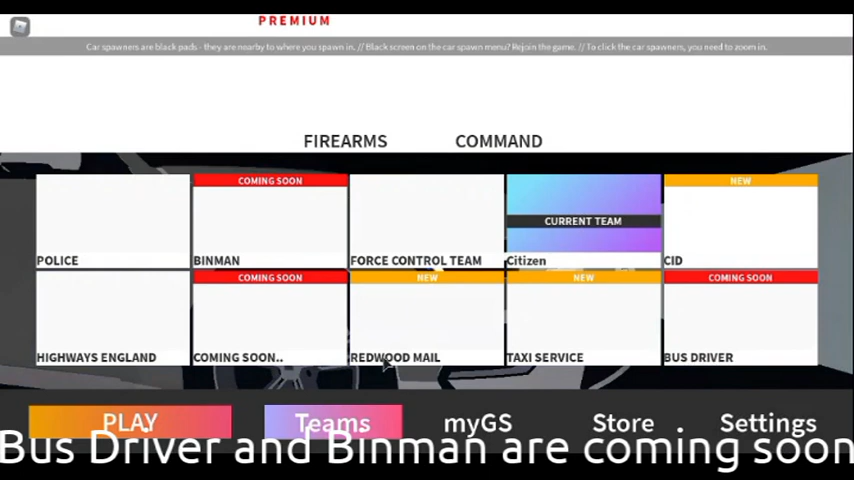 PREMIUM
Car spawners are black pads - they are nearby to where you spawn in. // Black screen on the car spawn menu? Rejoin the game. // To click the car spawners, you need to zoom in.
FIREARMS COMMAND
COMING SOON NEW
CURRENT TEAM
POLICE BINMAN FORCE CONTROL TEAM Citizen CID
COMING SOON NEW NEW COMING SOON
HIGHWAYS ENGLAND COMING SOON.. REDWOOD MAIL TAXI SERVICE BUS DRIVER
PLAY Teams myGS Store Settings
Bus Driver and Binman are coming soon